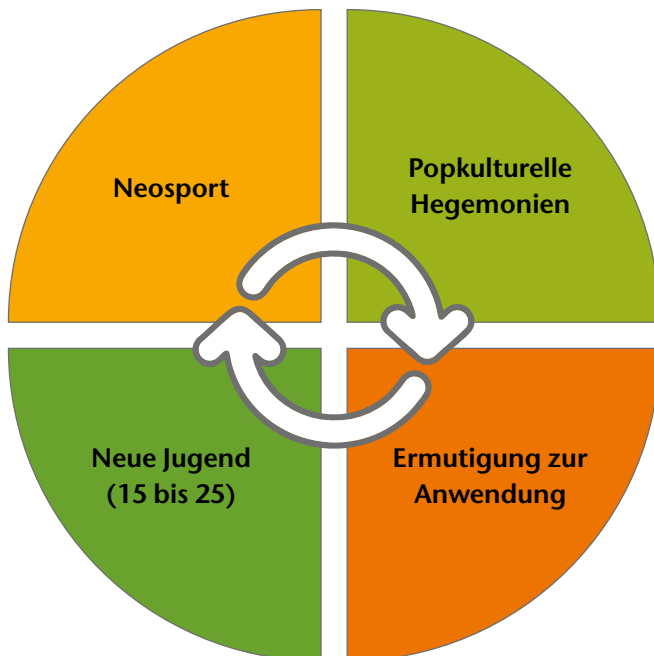 Neosport
Popkulturelle
Hegemonien
Neue Jugend
(15 bis 25)
Ermutigung zur
Anwendung